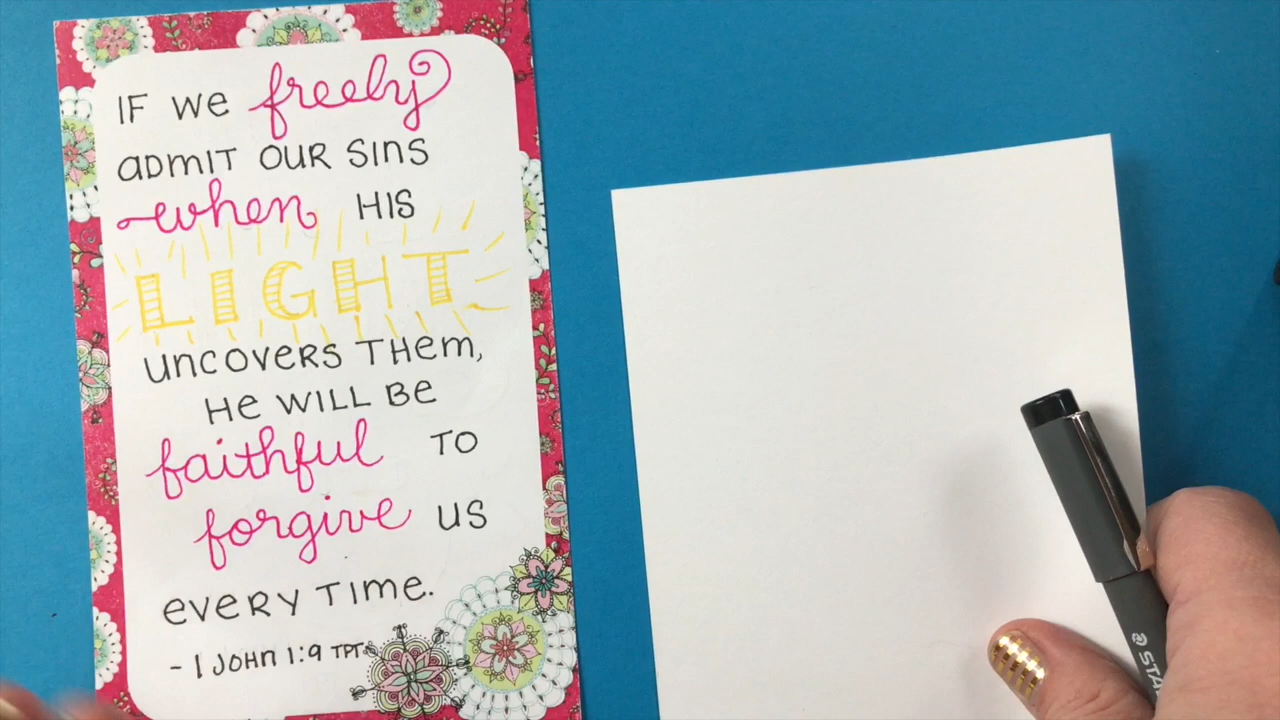 IF we freely
admit our sins
when HIS
LIGHT
uncovers THem,
He WILL Be
faithful TO
forgive us
every TIme.
- 1 JOHn 1:9 TPT
STA